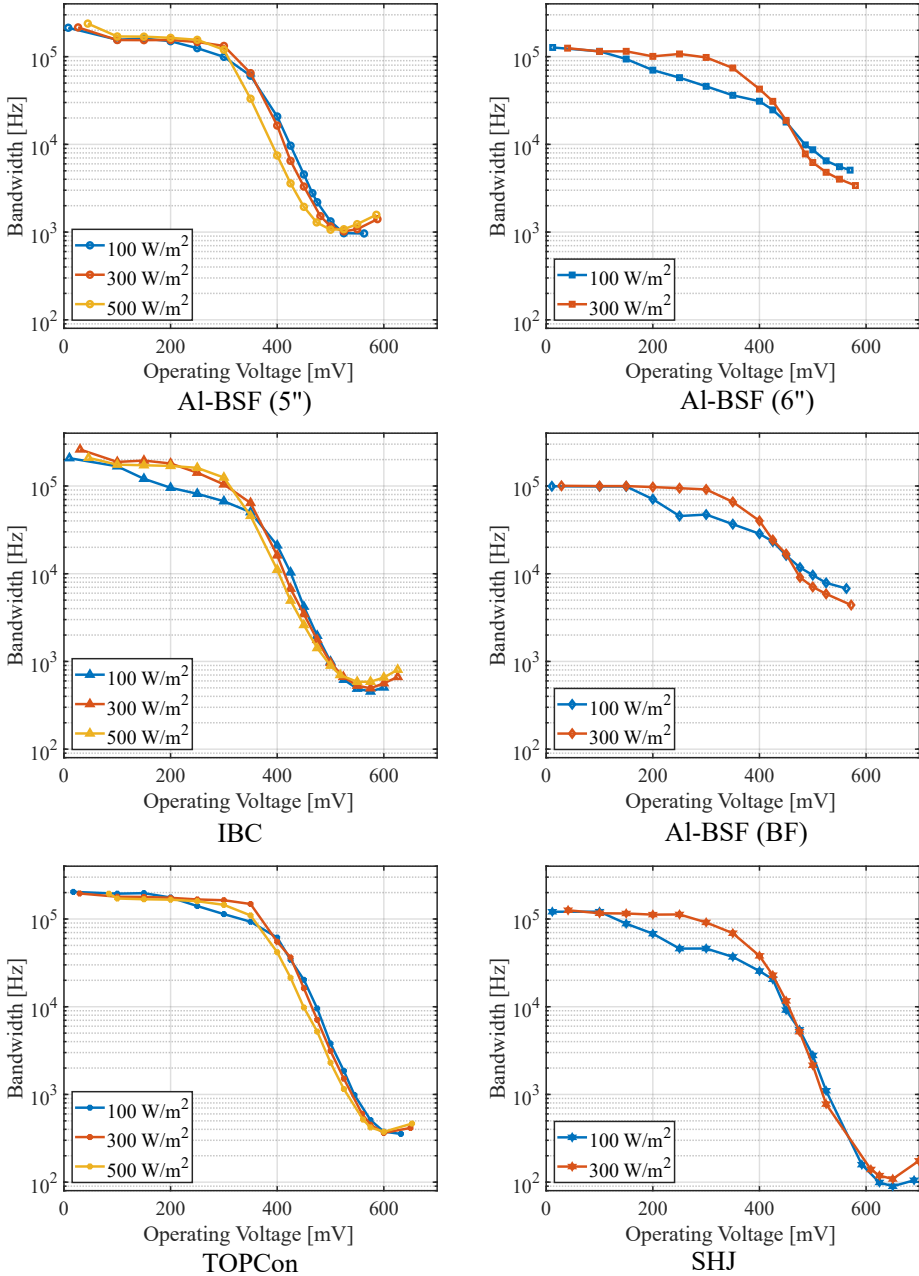 Bandwidth [Hz]
10^5
10^4
10^3
10^2
100 W/m^2
300 W/m^2
500 W/m^2
0 200 400 600
Operating Voltage [mV]
Al-BSF (5")
Bandwidth [Hz]
10^5
10^4
10^3
10^2
100 W/m^2
300 W/m^2
0 200 400 600
Operating Voltage [mV]
Al-BSF (6")
Bandwidth [Hz]
10^5
10^4
10^3
10^2
100 W/m^2
300 W/m^2
500 W/m^2
0 200 400 600
Operating Voltage [mV]
IBC
Bandwidth [Hz]
10^5
10^4
10^3
10^2
100 W/m^2
300 W/m^2
0 200 400 600
Operating Voltage [mV]
Al-BSF (BF)
Bandwidth [Hz]
10^5
10^4
10^3
10^2
100 W/m^2
300 W/m^2
500 W/m^2
0 200 400 600
Operating Voltage [mV]
TOPCon
Bandwidth [Hz]
10^5
10^4
10^3
10^2
100 W/m^2
300 W/m^2
0 200 400 600
Operating Voltage [mV]
SHJ